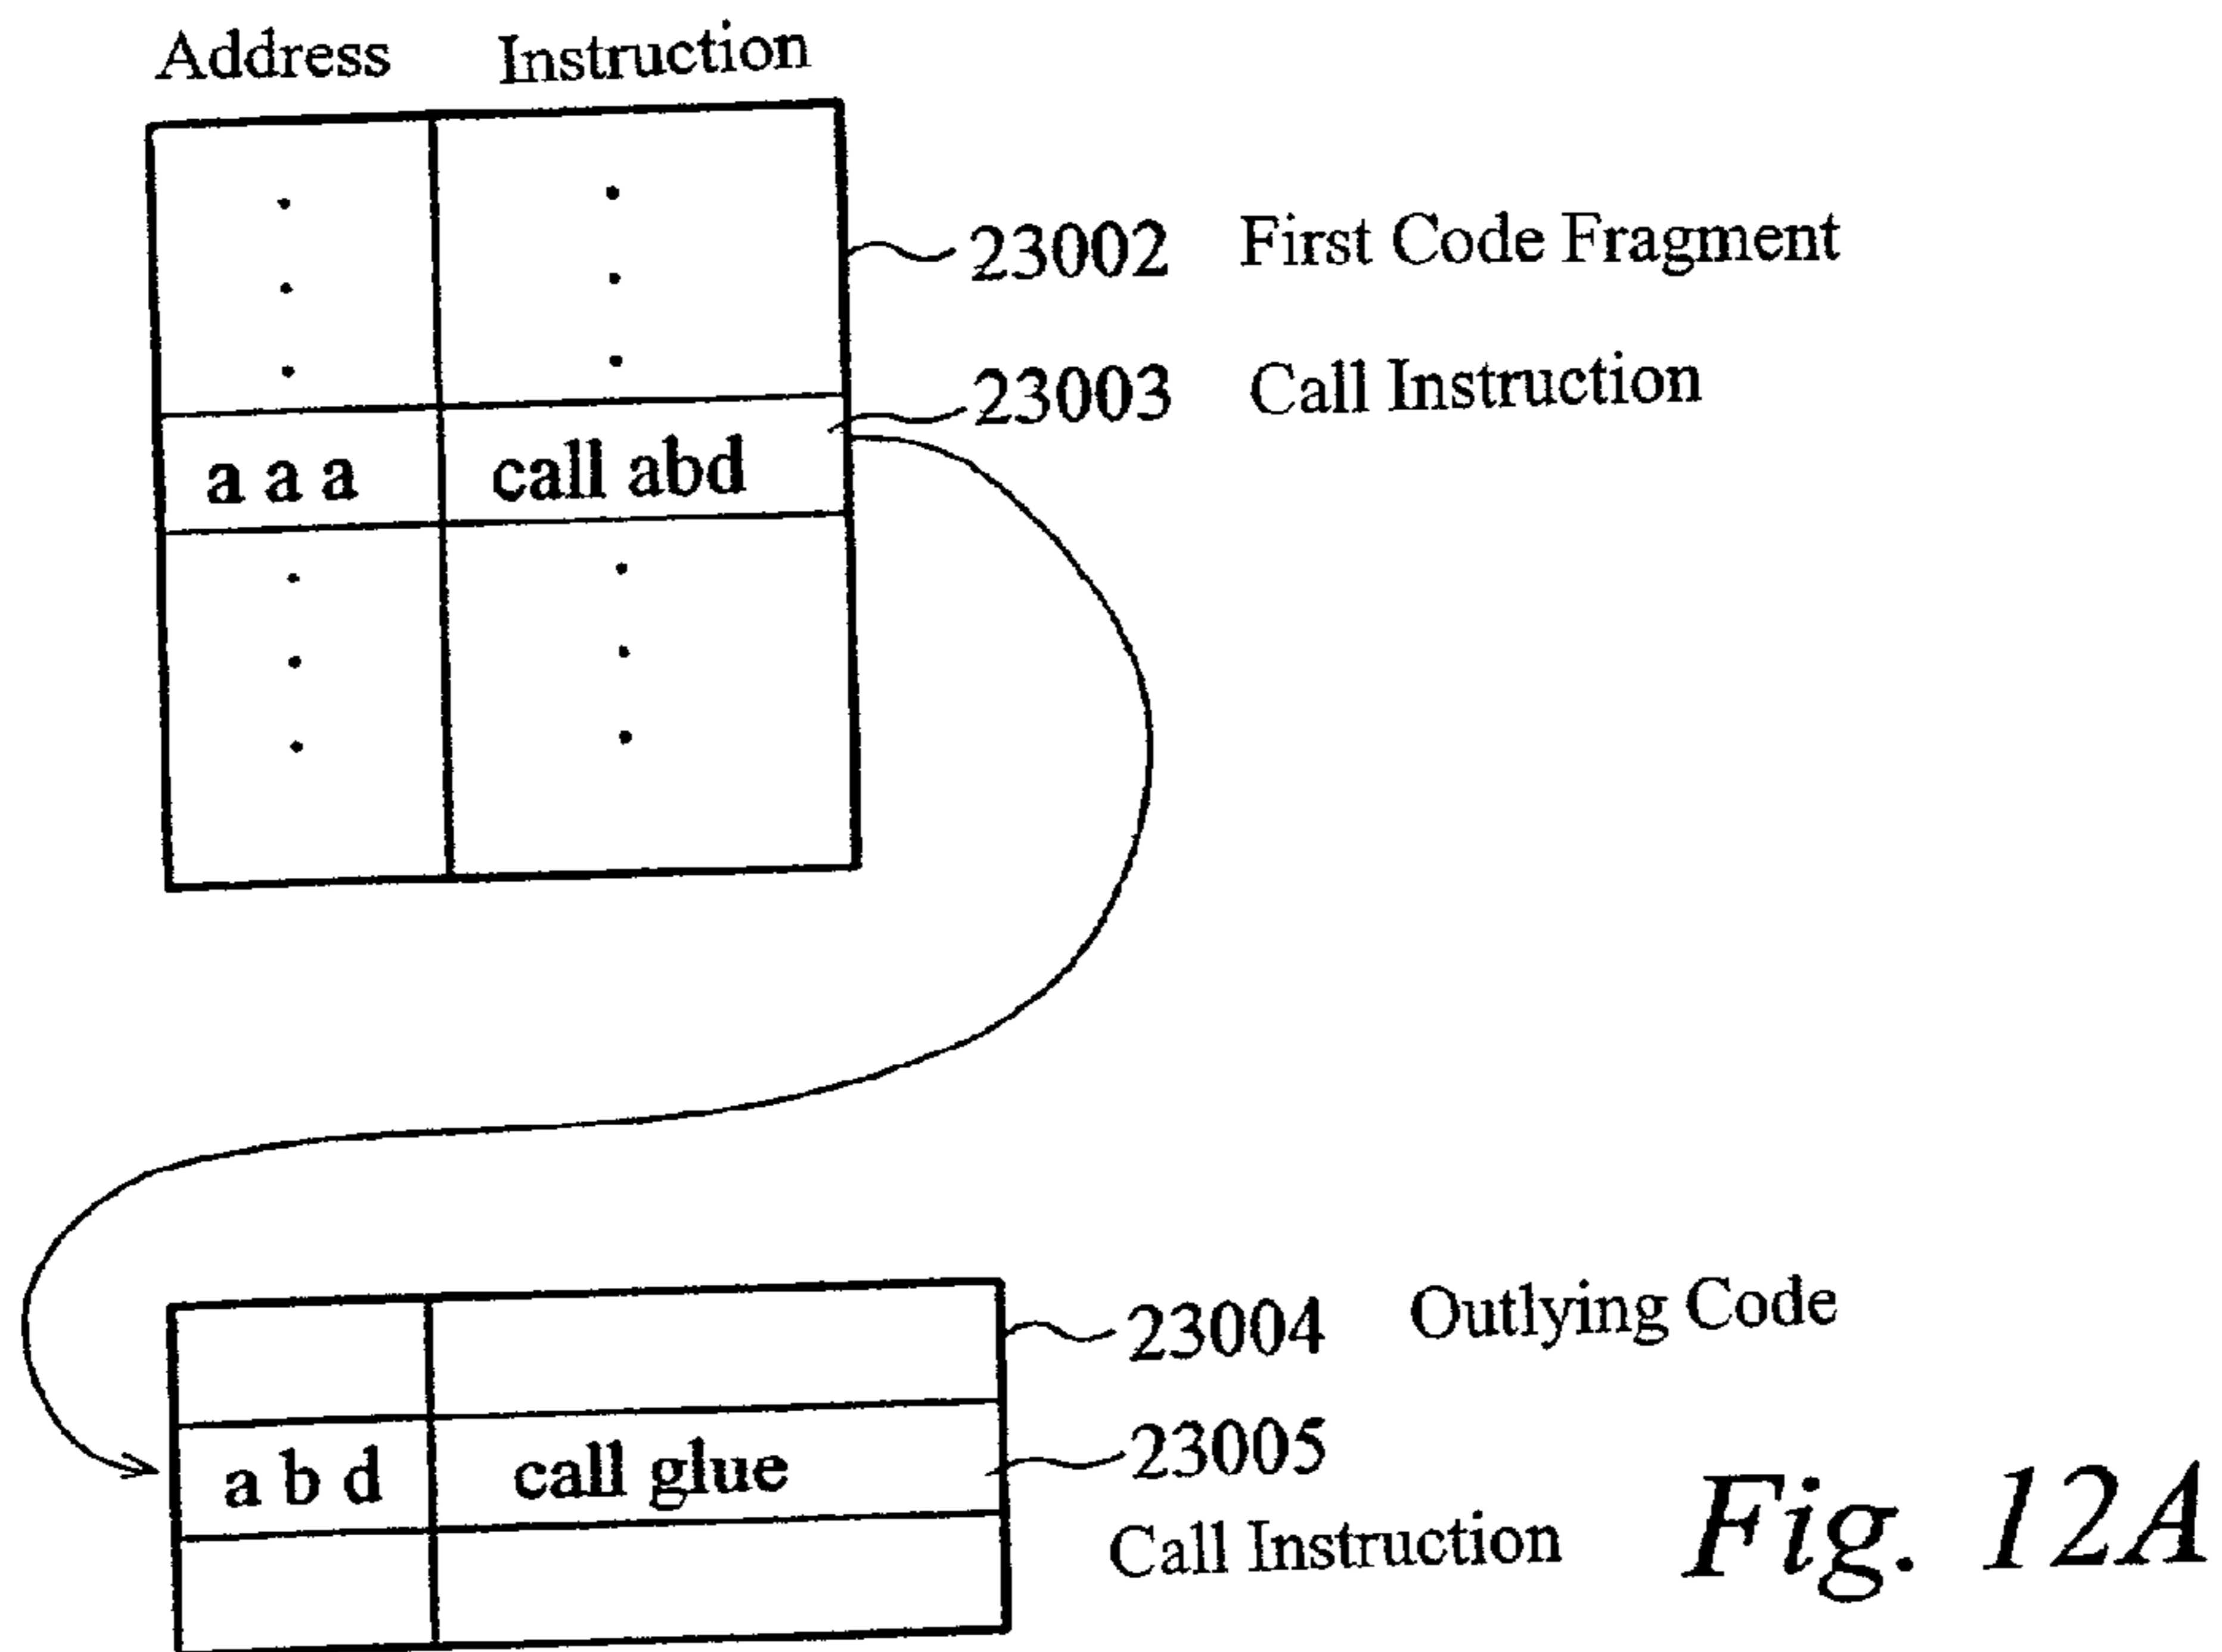 Address Instruction
23002 First Code Fragment
23003 Call Instruction
a a a call abd
23004 Outlying Code
23005
a b d call glue
Call Instruction
Fig. 12A